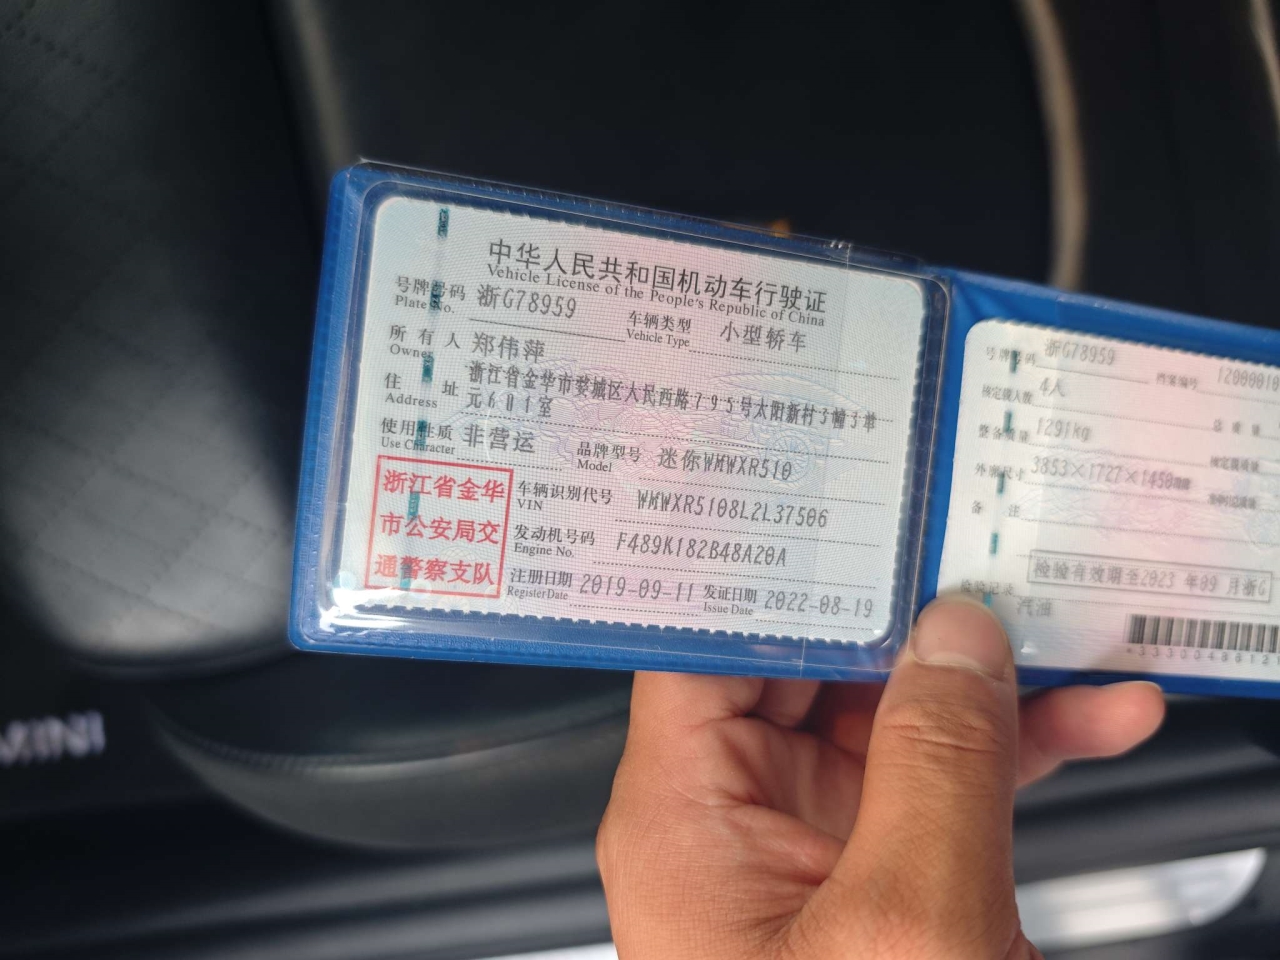 中华人民共和国机动车行驶证
Vehicle License of the People's Republic of China
号牌号码 浙G78959 车辆类型 小型轿车
Plate No. Vehicle Type
所有人 郑伟萍
Owner
住址 浙江省金华市婺城区人民西路795号太阳新村3幢3单
Address 元601室
使用性质 非营运 品牌型号 迷你WMWXR510
Use Character Model
浙江省金华
市公安局交
通警察支队
车辆识别代号 WMWXR5108L2L37506
VIN
发动机号码 F489K182B48A20A
Engine No.
注册日期 2019-09-11 发证日期 2022-08-19
Register Date Issue Date
号牌号码 浙G78959 档案编号
核定载人数 4人
整备质量 1291kg
外廓尺寸 3853×1727×1450mm
备注
检验有效期至2023年09月浙G
汽油
MINI